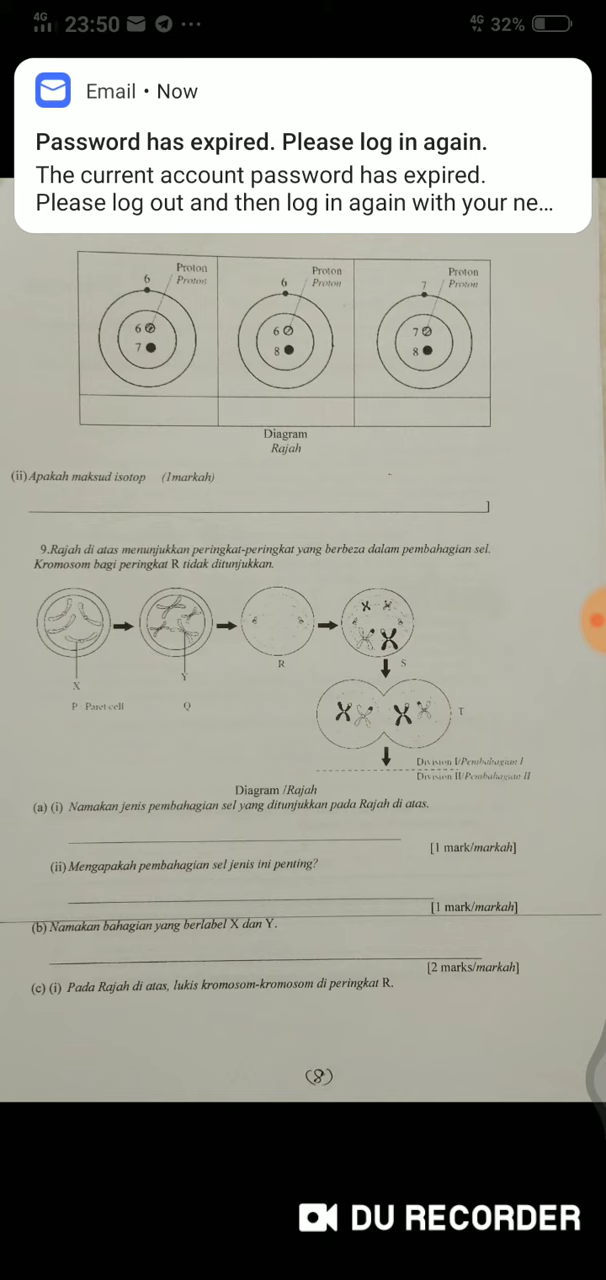 4G 23:50 ... 4G 32%
Email • Now
Password has expired. Please log in again.
The current account password has expired.
Please log out and then log in again with your ne...
Proton Proton Proton
6 Proton 6 Proton 7 Proton
6 6 7
7 8 8
Diagram
Rajah
(ii) Apakah maksud isotop (1markah)
]
9.Rajah di atas menunjukkan peringkat-peringkat yang berbeza dalam pembahagian sel.
Kromosom bagi peringkat R tidak ditunjukkan.
R S
X Y
P Paret cell Q T
Division I/Pembahagian I
Division II/Pembahagian II
Diagram /Rajah
(a) (i) Namakan jenis pembahagian sel yang ditunjukkan pada Rajah di atas.
[1 mark/markah]
(ii) Mengapakah pembahagian sel jenis ini penting?
[1 mark/markah]
(b) Namakan bahagian yang berlabel X dan Y.
[2 marks/markah]
(c) (i) Pada Rajah di atas, lukis kromosom-kromosom di peringkat R.
(8)
DU RECORDER